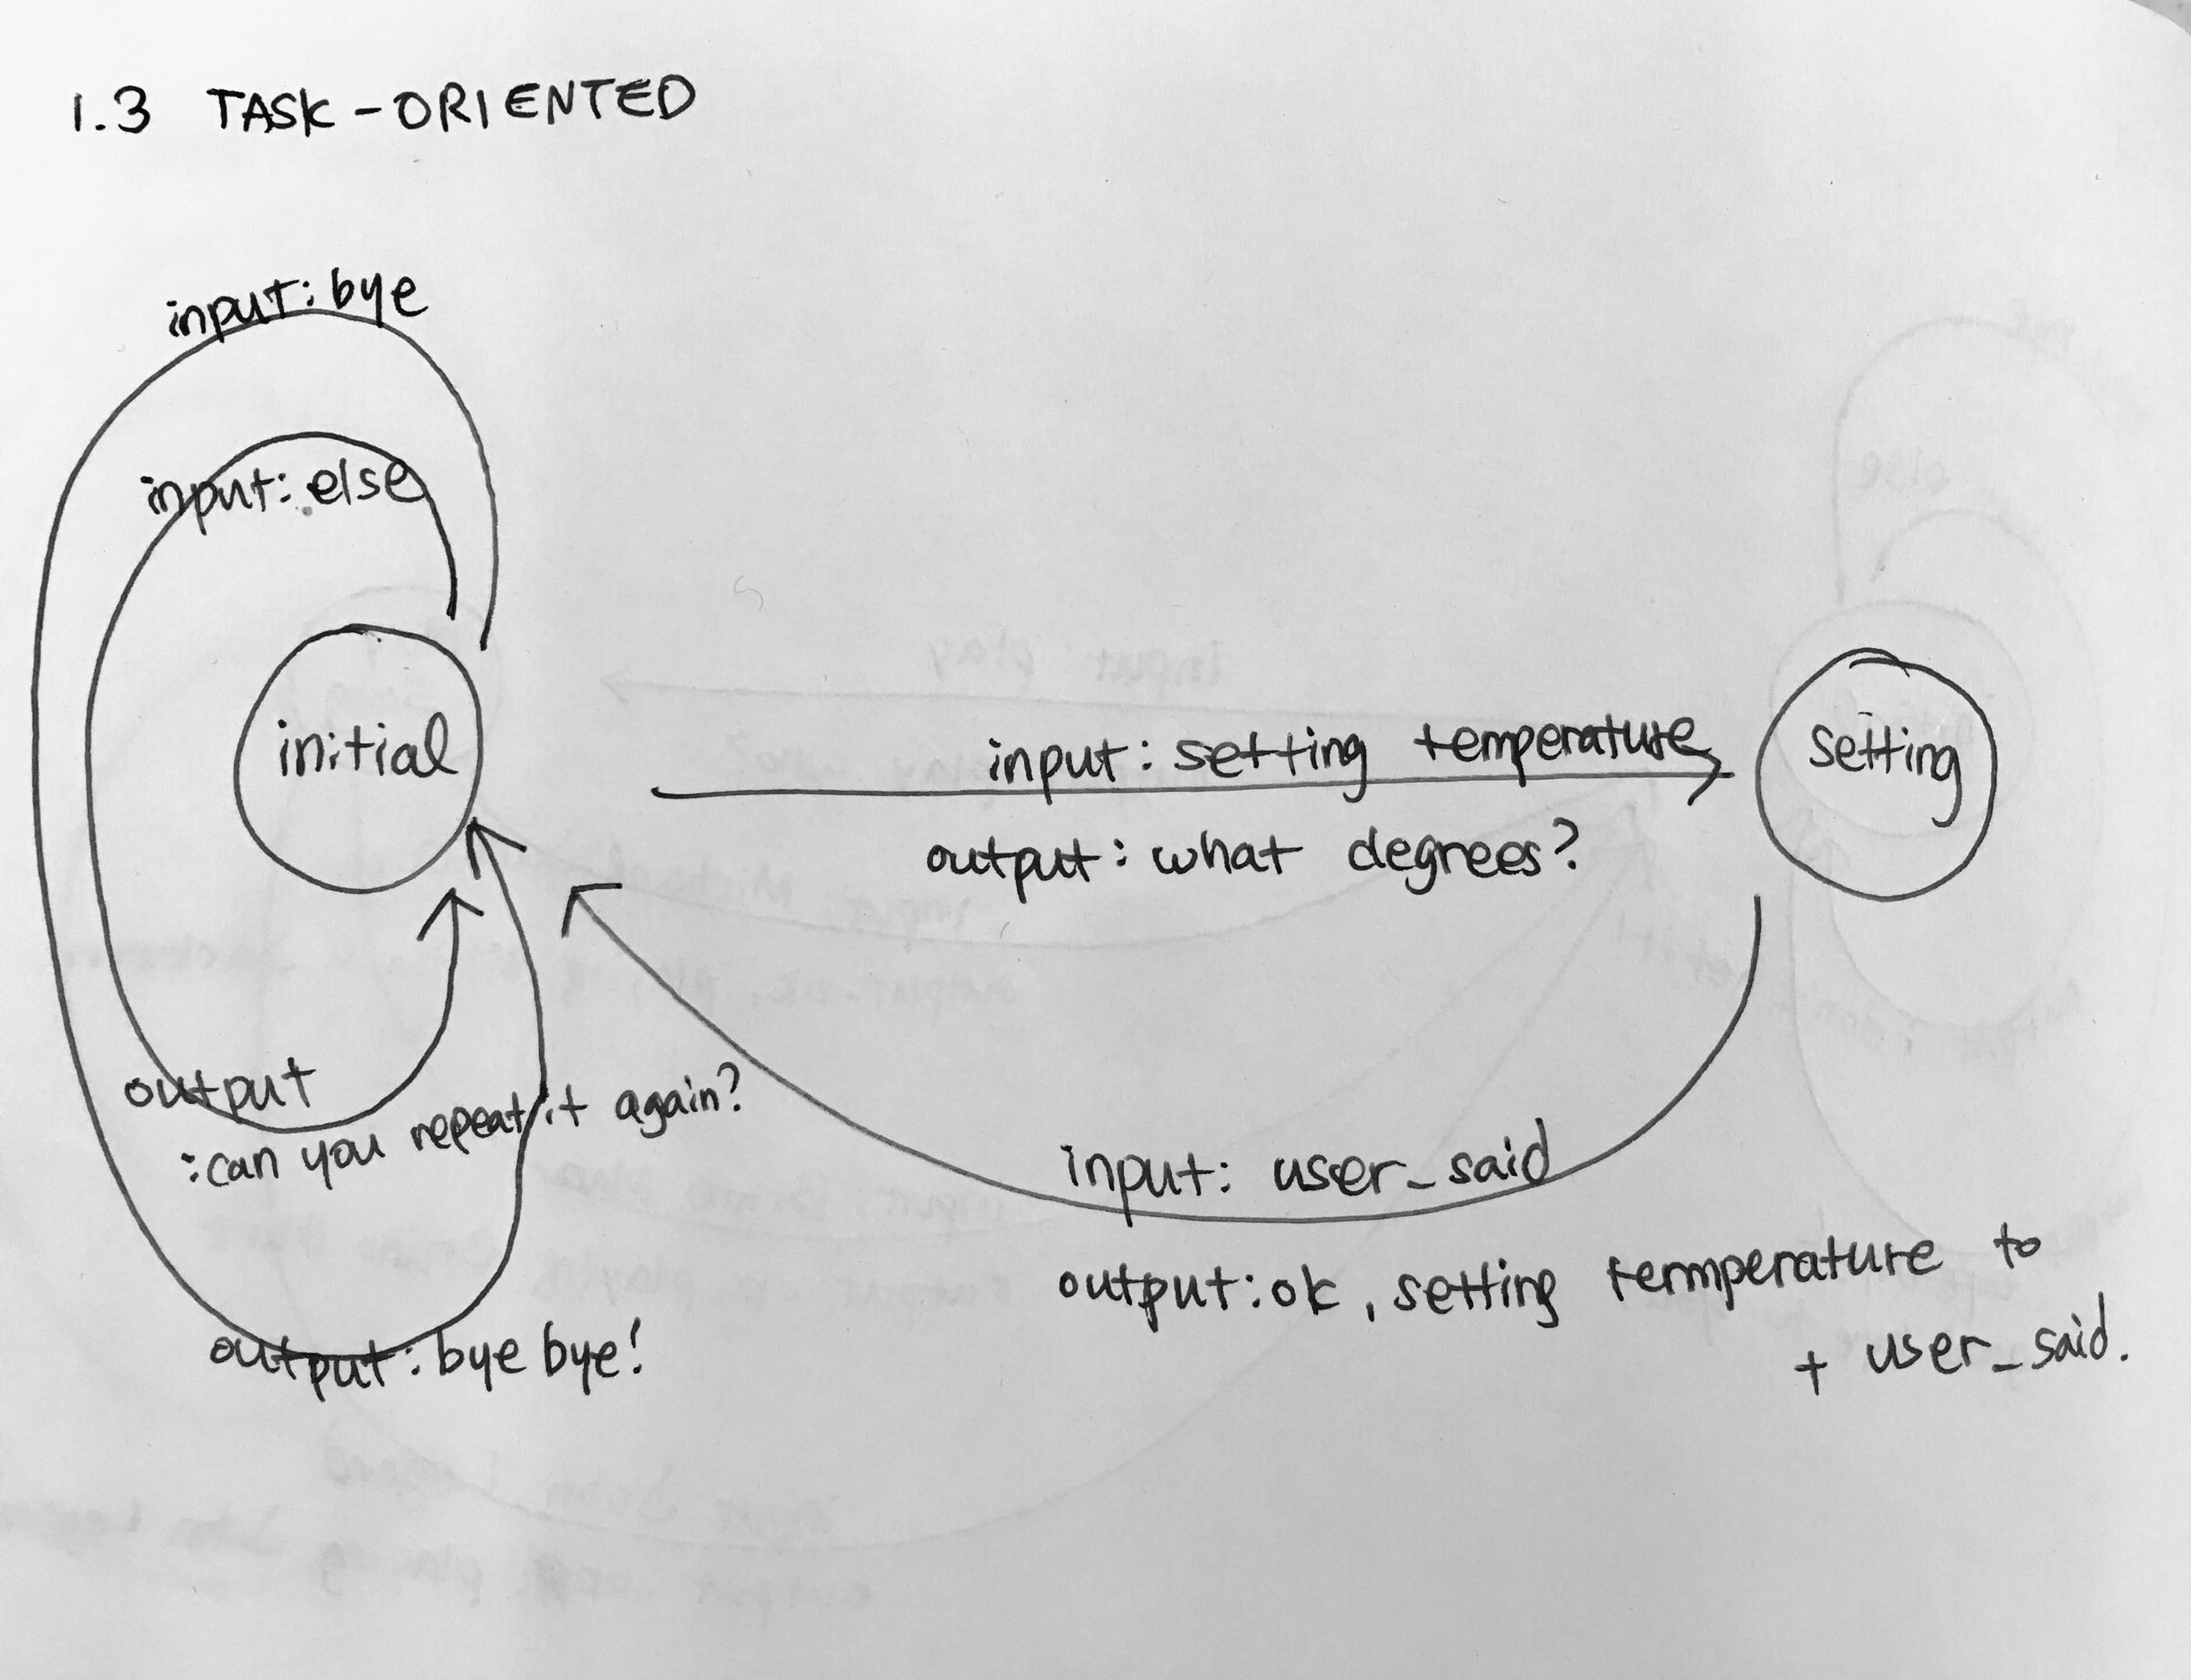 1.3 TASK-ORIENTED
input: bye
input: else
initial
input: setting temperature
setting
output: what degrees?
output
:can you repeat it again?
input: user_said
output: ok, setting termperature to
+ user_said.
output: bye bye!